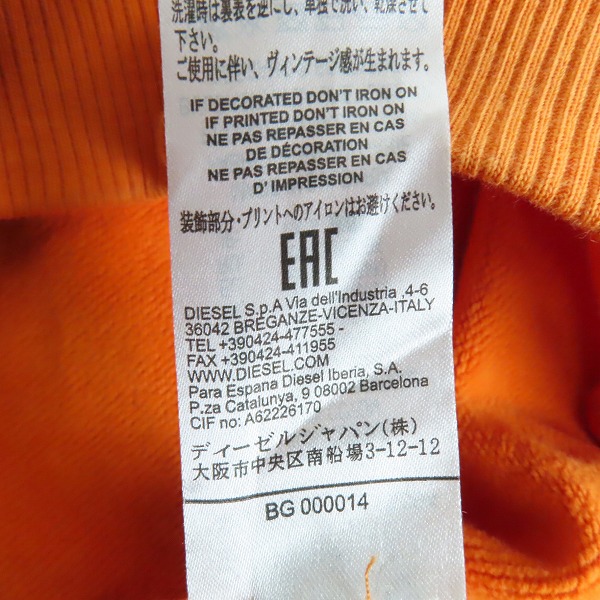 洗濯時は裏表を逆にし、単独で洗い、乾燥させて
下さい。
ご使用に伴い、ヴィンテージ感が生まれます。
IF DECORATED DON'T IRON ON
IF PRINTED DON'T IRON ON
NE PAS REPASSER EN CAS
DE DÉCORATION
NE PAS REPASSER EN CAS
D' IMPRESSION
装飾部分・プリントへのアイロンはお避けください。
EAC
DIESEL S.p.A Via dell'Industria ,4-6
36042 BREGANZE-VICENZA-ITALY
TEL +390424-477555 -
FAX +390424-411955
WWW.DIESEL.COM
Para Espana Diesel Iberia, S.A.
P.za Catalunya, 9 08002 Barcelona
CIF no: A62226170
ディーゼルジャパン(株)
大阪市中央区南船場3-12-12
BG 000014